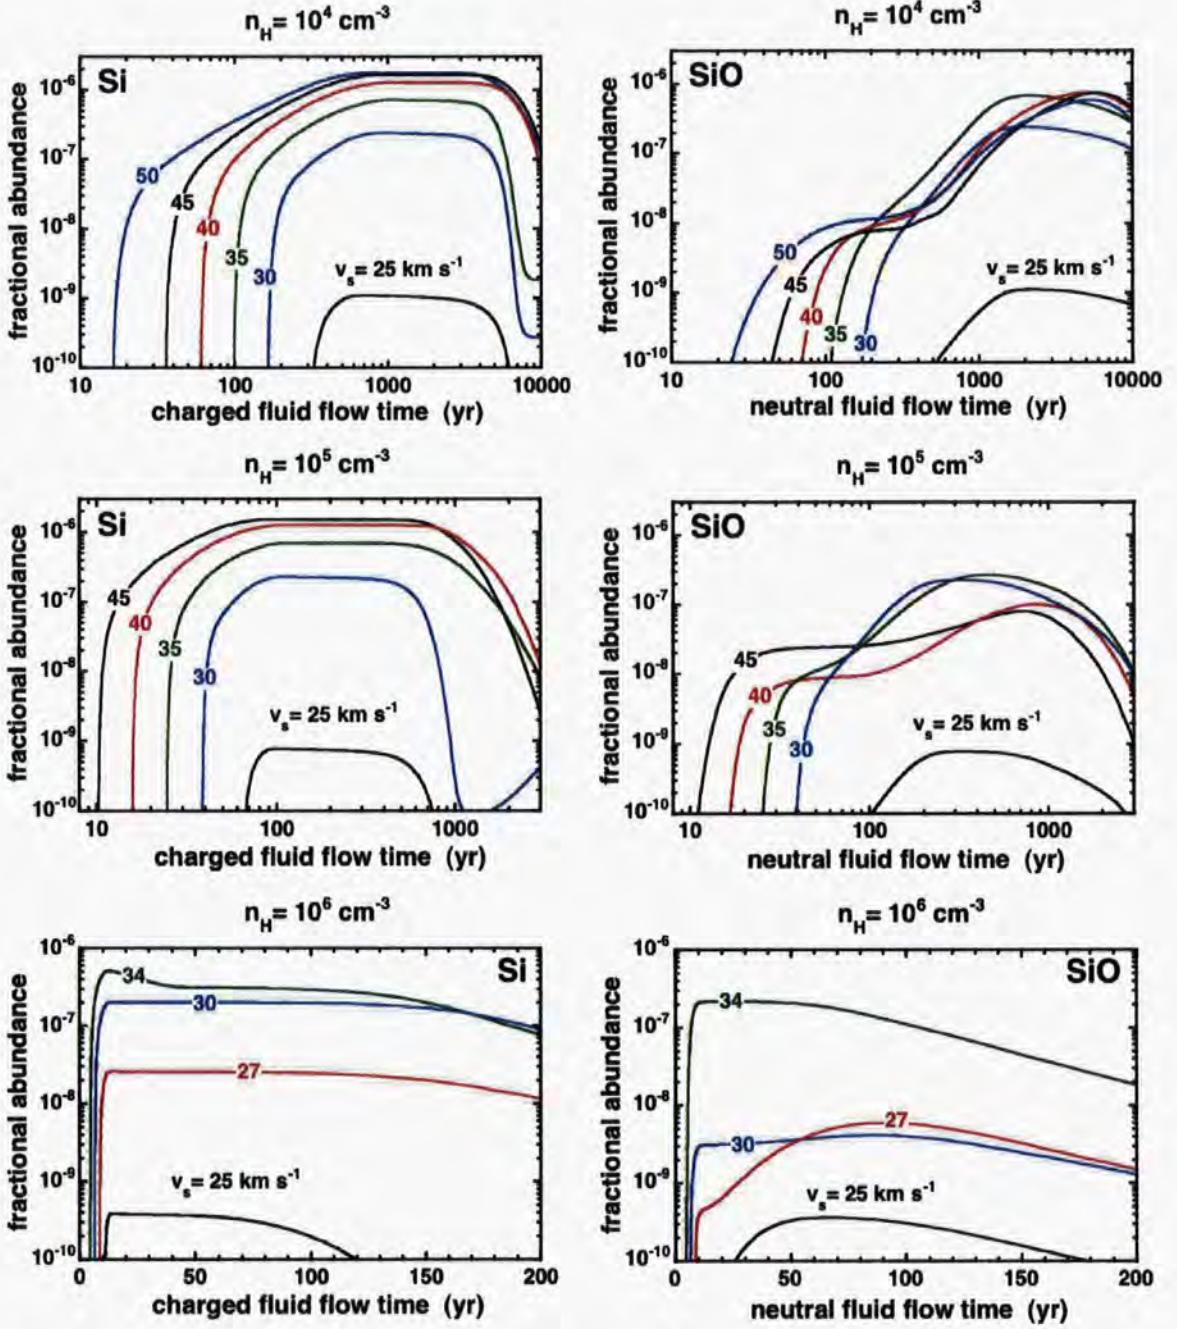 n_H= 10^4 cm^-3
Si
fractional abundance
10^-6
10^-7
10^-8
10^-9
10^-10
50
45
40
35
30
v_s= 25 km s^-1
10 100 1000 10000
charged fluid flow time (yr)
n_H= 10^4 cm^-3
SiO
fractional abundance
10^-6
10^-7
10^-8
10^-9
10^-10
50
45
40
35
30
v_s= 25 km s^-1
10 100 1000 10000
neutral fluid flow time (yr)
n_H= 10^5 cm^-3
Si
fractional abundance
10^-6
10^-7
10^-8
10^-9
10^-10
45
40
35
30
v_s= 25 km s^-1
10 100 1000
charged fluid flow time (yr)
n_H= 10^5 cm^-3
SiO
fractional abundance
10^-6
10^-7
10^-8
10^-9
10^-10
45
40
35
30
v_s= 25 km s^-1
10 100 1000
neutral fluid flow time (yr)
n_H= 10^6 cm^-3
Si
fractional abundance
10^-6
10^-7
10^-8
10^-9
10^-10
34
30
27
v_s= 25 km s^-1
0 50 100 150 200
charged fluid flow time (yr)
n_H= 10^6 cm^-3
SiO
fractional abundance
10^-6
10^-7
10^-8
10^-9
10^-10
34
27
30
v_s= 25 km s^-1
0 50 100 150 200
neutral fluid flow time (yr)